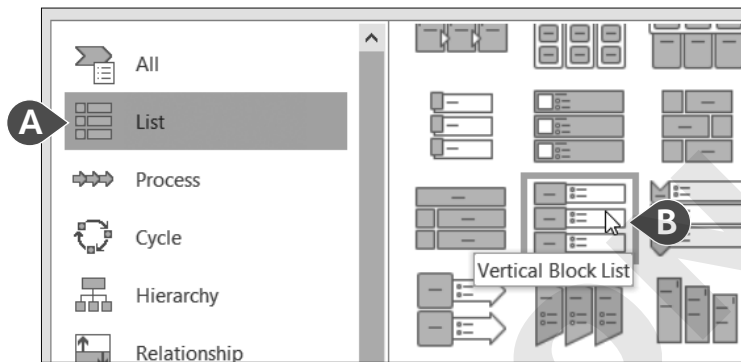 All
A
List
Process
Cycle
Hierarchy
Relationship
B
Vertical Block List